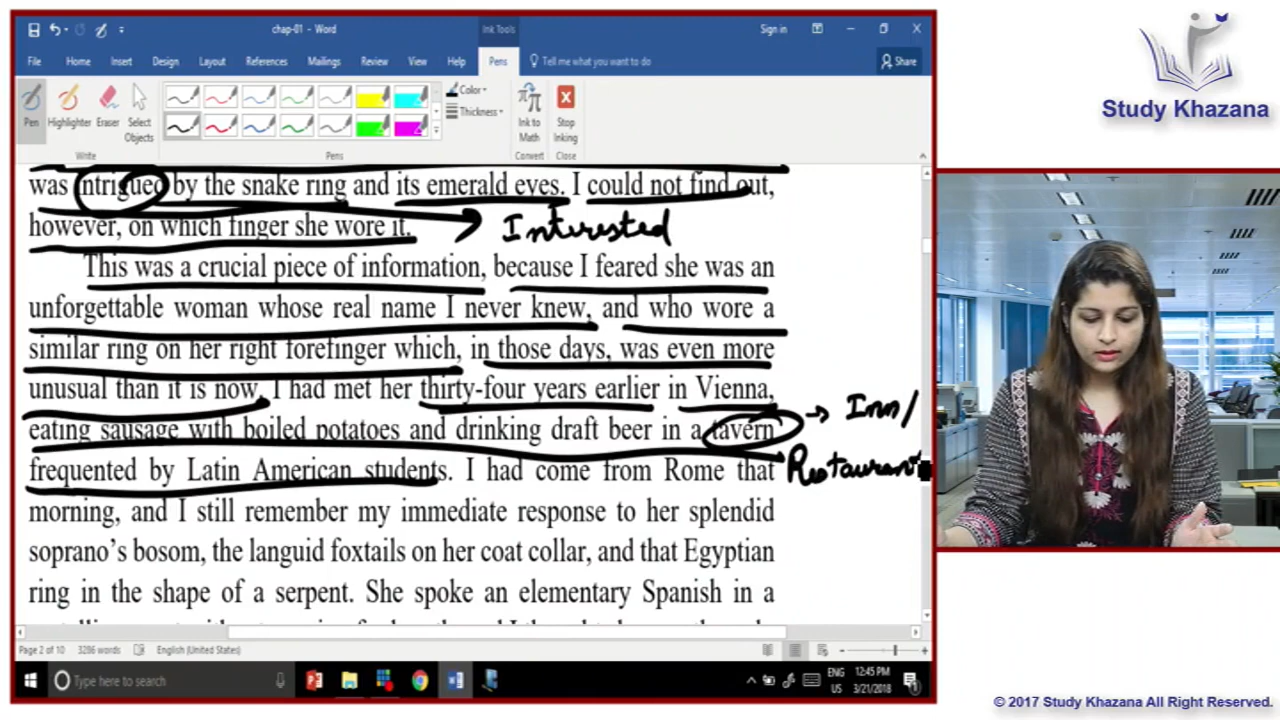 chap-01 - Word
Ink Tools
Sign in
File
Home
Insert
Design
Layout
References
Mailings
Review
View
Help
Pens
Tell me what you want to do
Share
Pen
Highlighter
Eraser
Select
Objects
Color
Thickness
Ink to
Math
Stop
Inking
Write
Pens
Convert
Close
Study Khazana
was intrigued by the snake ring and its emerald eyes. I could not find out,
however, on which finger she wore it.
Interested
This was a crucial piece of information, because I feared she was an
unforgettable woman whose real name I never knew, and who wore a
similar ring on her right forefinger which, in those days, was even more
unusual than it is now. I had met her thirty-four years earlier in Vienna,
eating sausage with boiled potatoes and drinking draft beer in a tavern
Inn/
Restaurant
frequented by Latin American students. I had come from Rome that
morning, and I still remember my immediate response to her splendid
soprano's bosom, the languid foxtails on her coat collar, and that Egyptian
ring in the shape of a serpent. She spoke an elementary Spanish in a
Page 2 of 10
3286 words
English (United States)
Type here to search
ENG
US
12:45 PM
3/21/2018
© 2017 Study Khazana All Right Reserved.